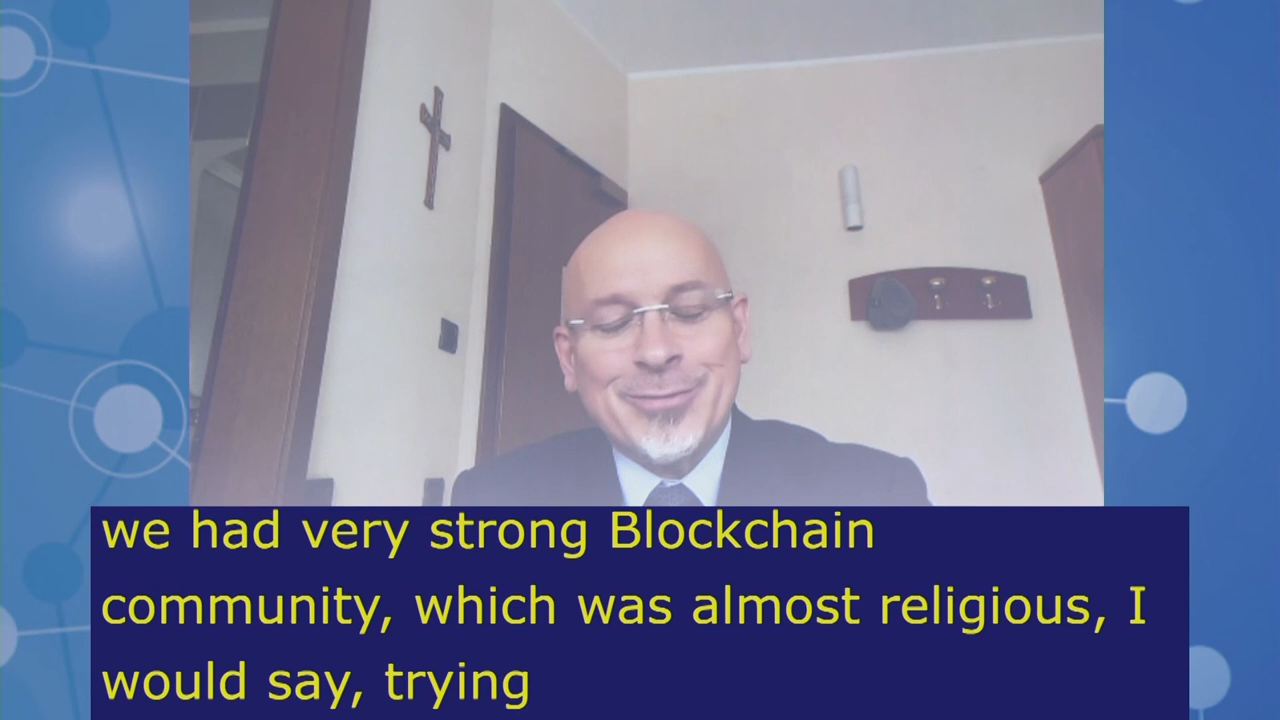 we had very strong Blockchain
community, which was almost religious, I
would say, trying